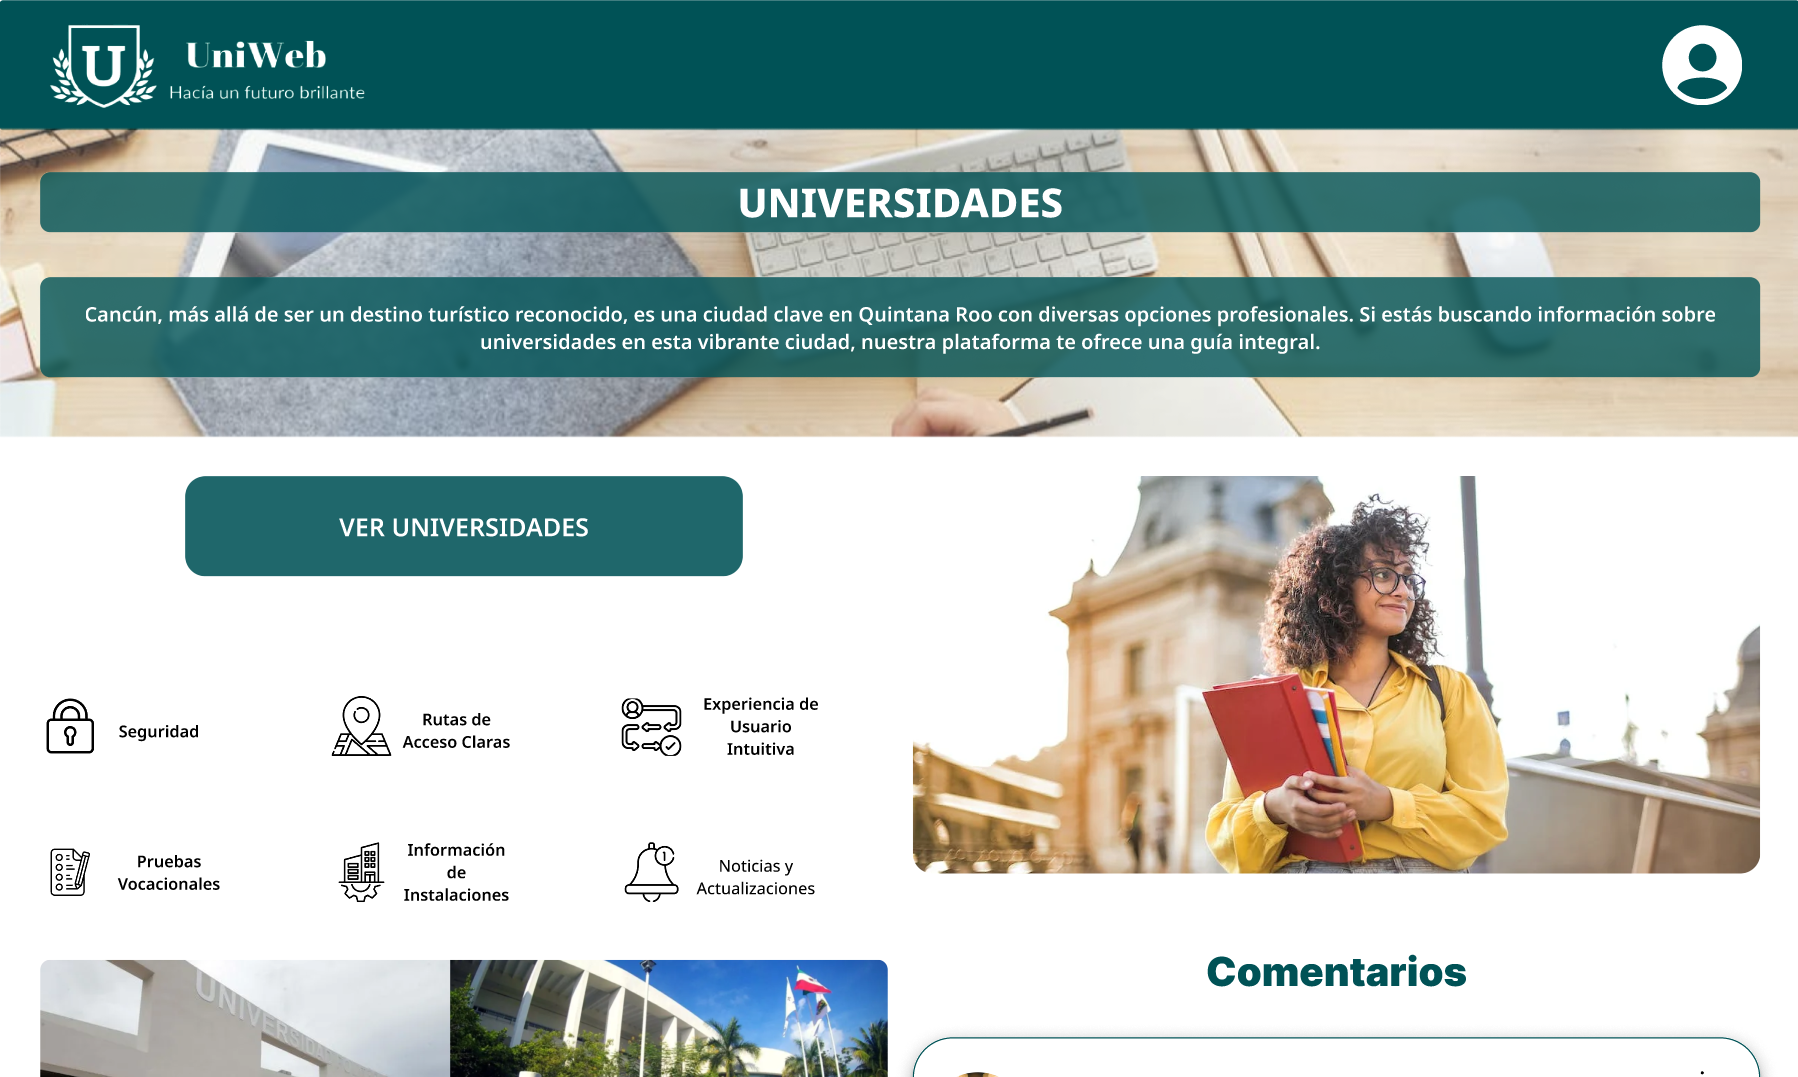 U
UniWeb
Hacía un futuro brillante
UNIVERSIDADES
Cancún, más allá de ser un destino turístico reconocido, es una ciudad clave en Quintana Roo con diversas opciones profesionales. Si estás buscando información sobre
universidades en esta vibrante ciudad, nuestra plataforma te ofrece una guía integral.
VER UNIVERSIDADES
Seguridad
Rutas de
Acceso Claras
Experiencia de
Usuario
Intuitiva
Pruebas
Vocacionales
Información
de
Instalaciones
1
Noticias y
Actualizaciones
UNIVERSIDA
Comentarios